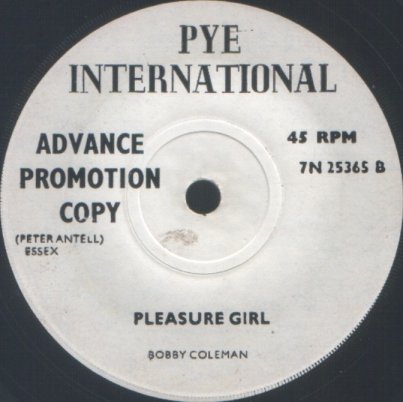 PYE
INTERNATIONAL
ADVANCE
PROMOTION
COPY
(PETER ANTELL)
ESSEX
45 RPM
7N 25365 B
PLEASURE GIRL
BOBBY COLEMAN